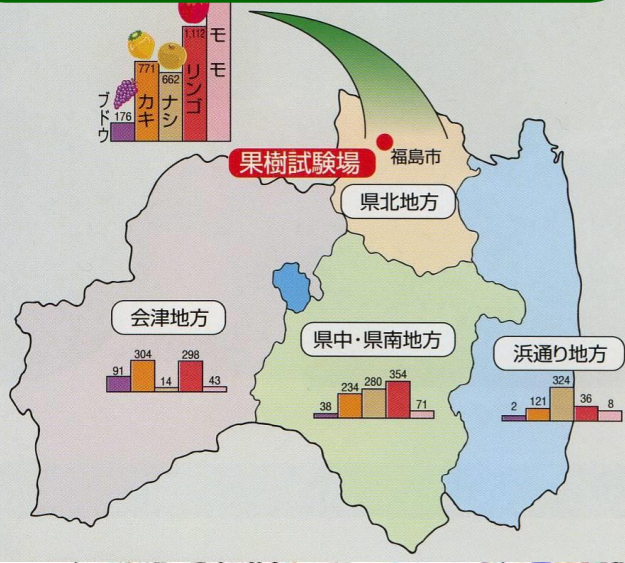 ブドウ
176
カキ
771
ナシ
662
リンゴ
1,112
モモ
果樹試験場
福島市
県北地方
会津地方
91
304
14
298
43
県中・県南地方
38
234
280
354
71
浜通り地方
2
121
324
36
8